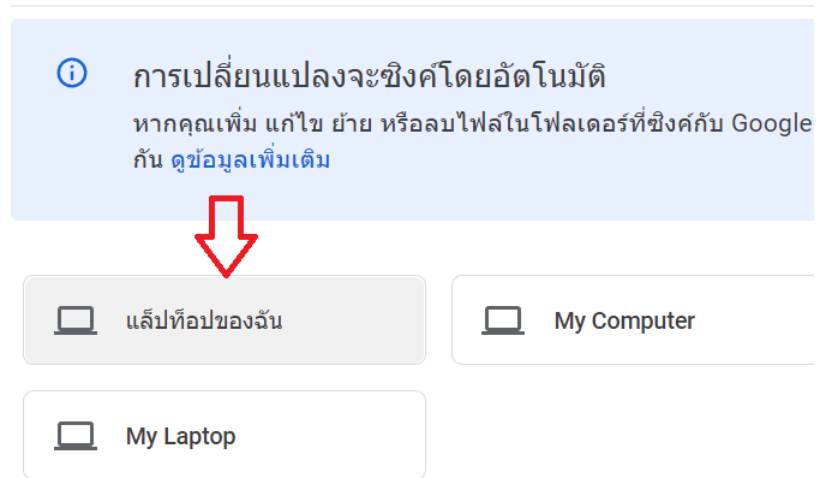 การเปลี่ยนแปลงจะซิงค์โดยอัตโนมัติ
หากคุณเพิ่ม แก้ไข ย้าย หรือลบไฟล์ในโฟลเดอร์ที่ซิงค์กับ Google
กัน ดูข้อมูลเพิ่มเติม
แล็ปท็อปของฉัน
My Computer
My Laptop